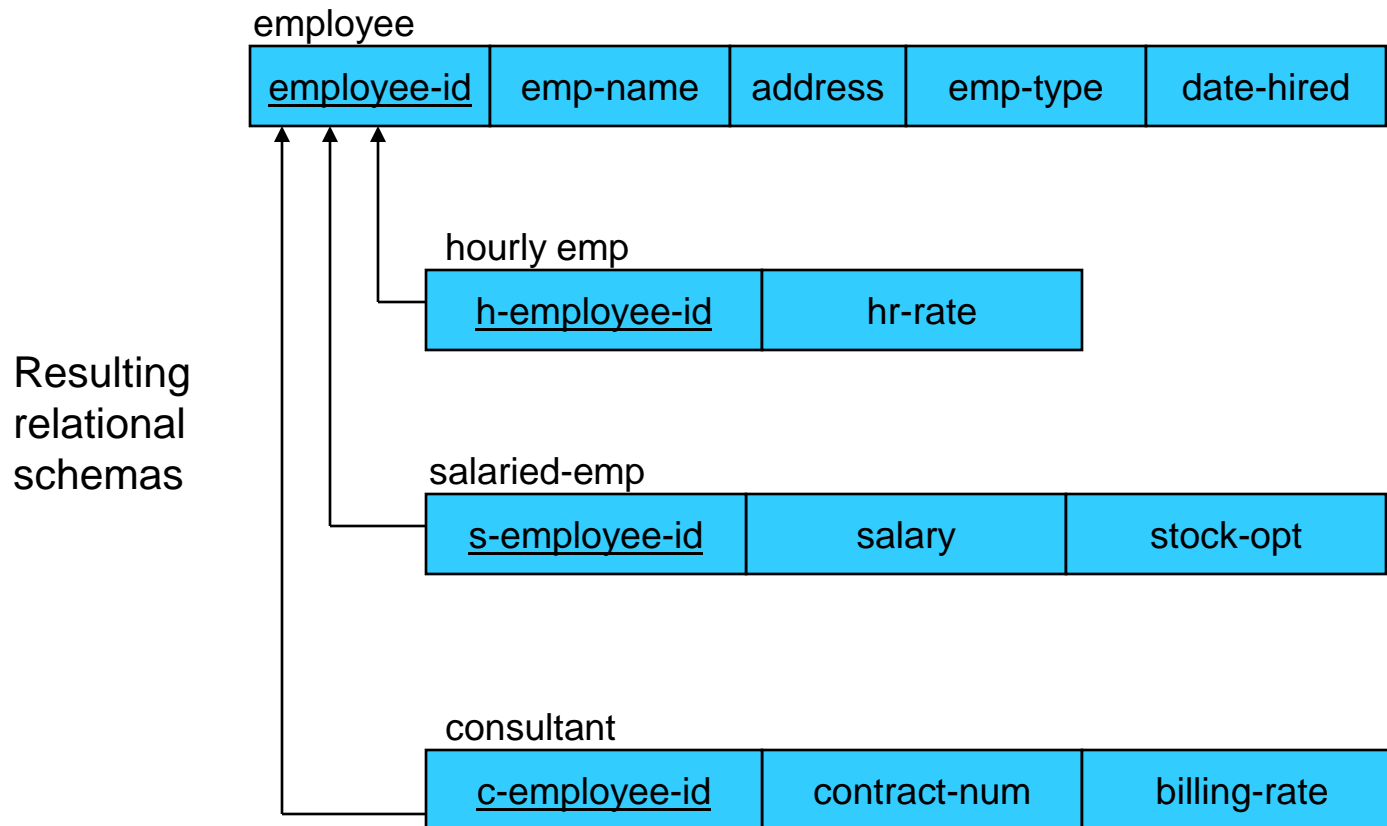 employee
employee-id emp-name address emp-type date-hired
hourly emp
h-employee-id hr-rate
Resulting
relational
schemas
salaried-emp
s-employee-id salary stock-opt
consultant
c-employee-id contract-num billing-rate